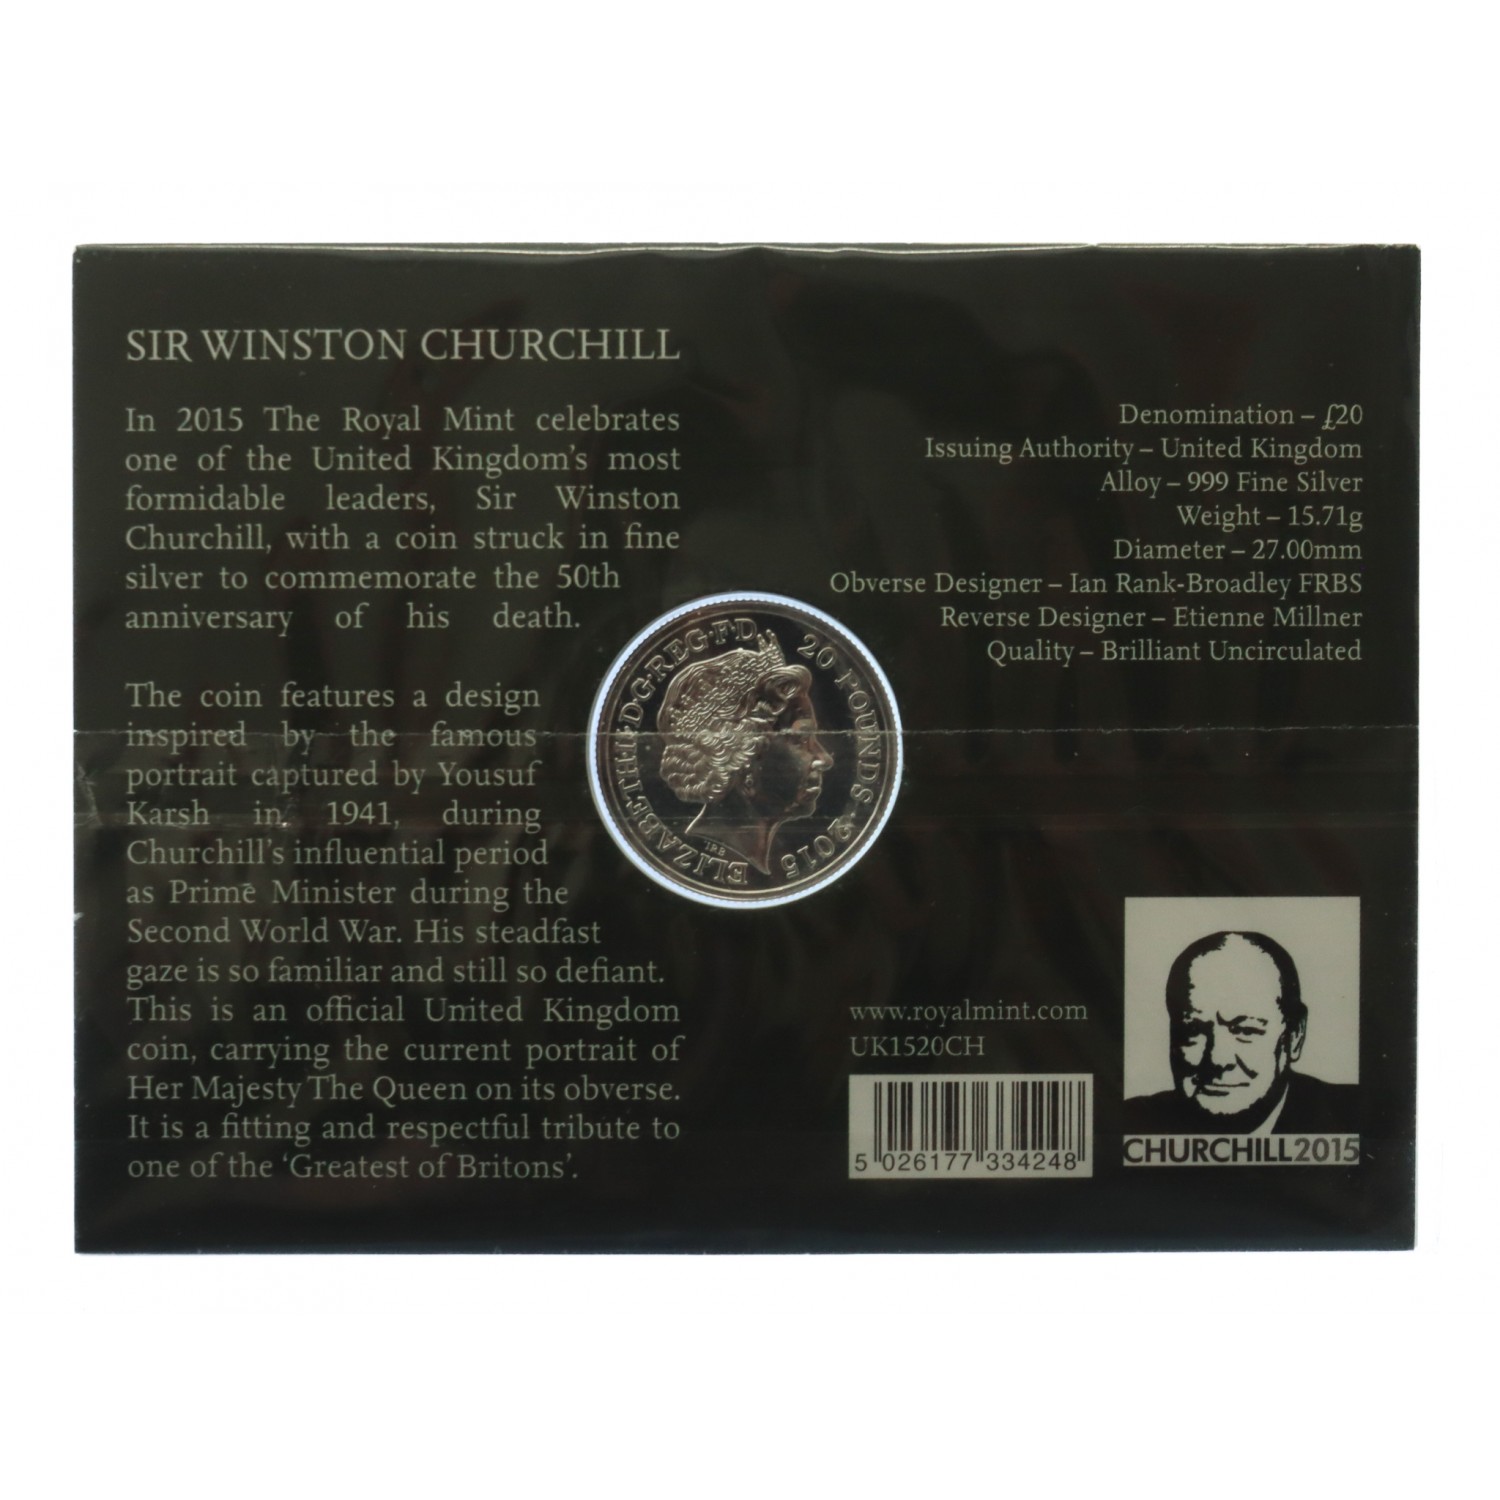 SIR WINSTON CHURCHILL
In 2015 The Royal Mint celebrates
one of the United Kingdom's most
formidable leaders, Sir Winston
Churchill, with a coin struck in fine
silver to commemorate the 50th
anniversary of his death.
The coin features a design
inspired by the famous
portrait captured by Yousuf
Karsh in 1941, during
Churchill's influential period
as Prime Minister during the
Second World War. His steadfast
gaze is so familiar and still so defiant.
This is an official United Kingdom
coin, carrying the current portrait of
Her Majesty The Queen on its obverse.
It is a fitting and respectful tribute to
one of the 'Greatest of Britons'.
ELIZABETH·II·D·G·REG·F·D
20 POUNDS·2015
IRB
Denomination – £20
Issuing Authority – United Kingdom
Alloy – 999 Fine Silver
Weight – 15.71g
Diameter – 27.00mm
Obverse Designer – Ian Rank-Broadley FRBS
Reverse Designer – Etienne Millner
Quality – Brilliant Uncirculated
www.royalmint.com
UK1520CH
5 026177 334248
CHURCHILL2015